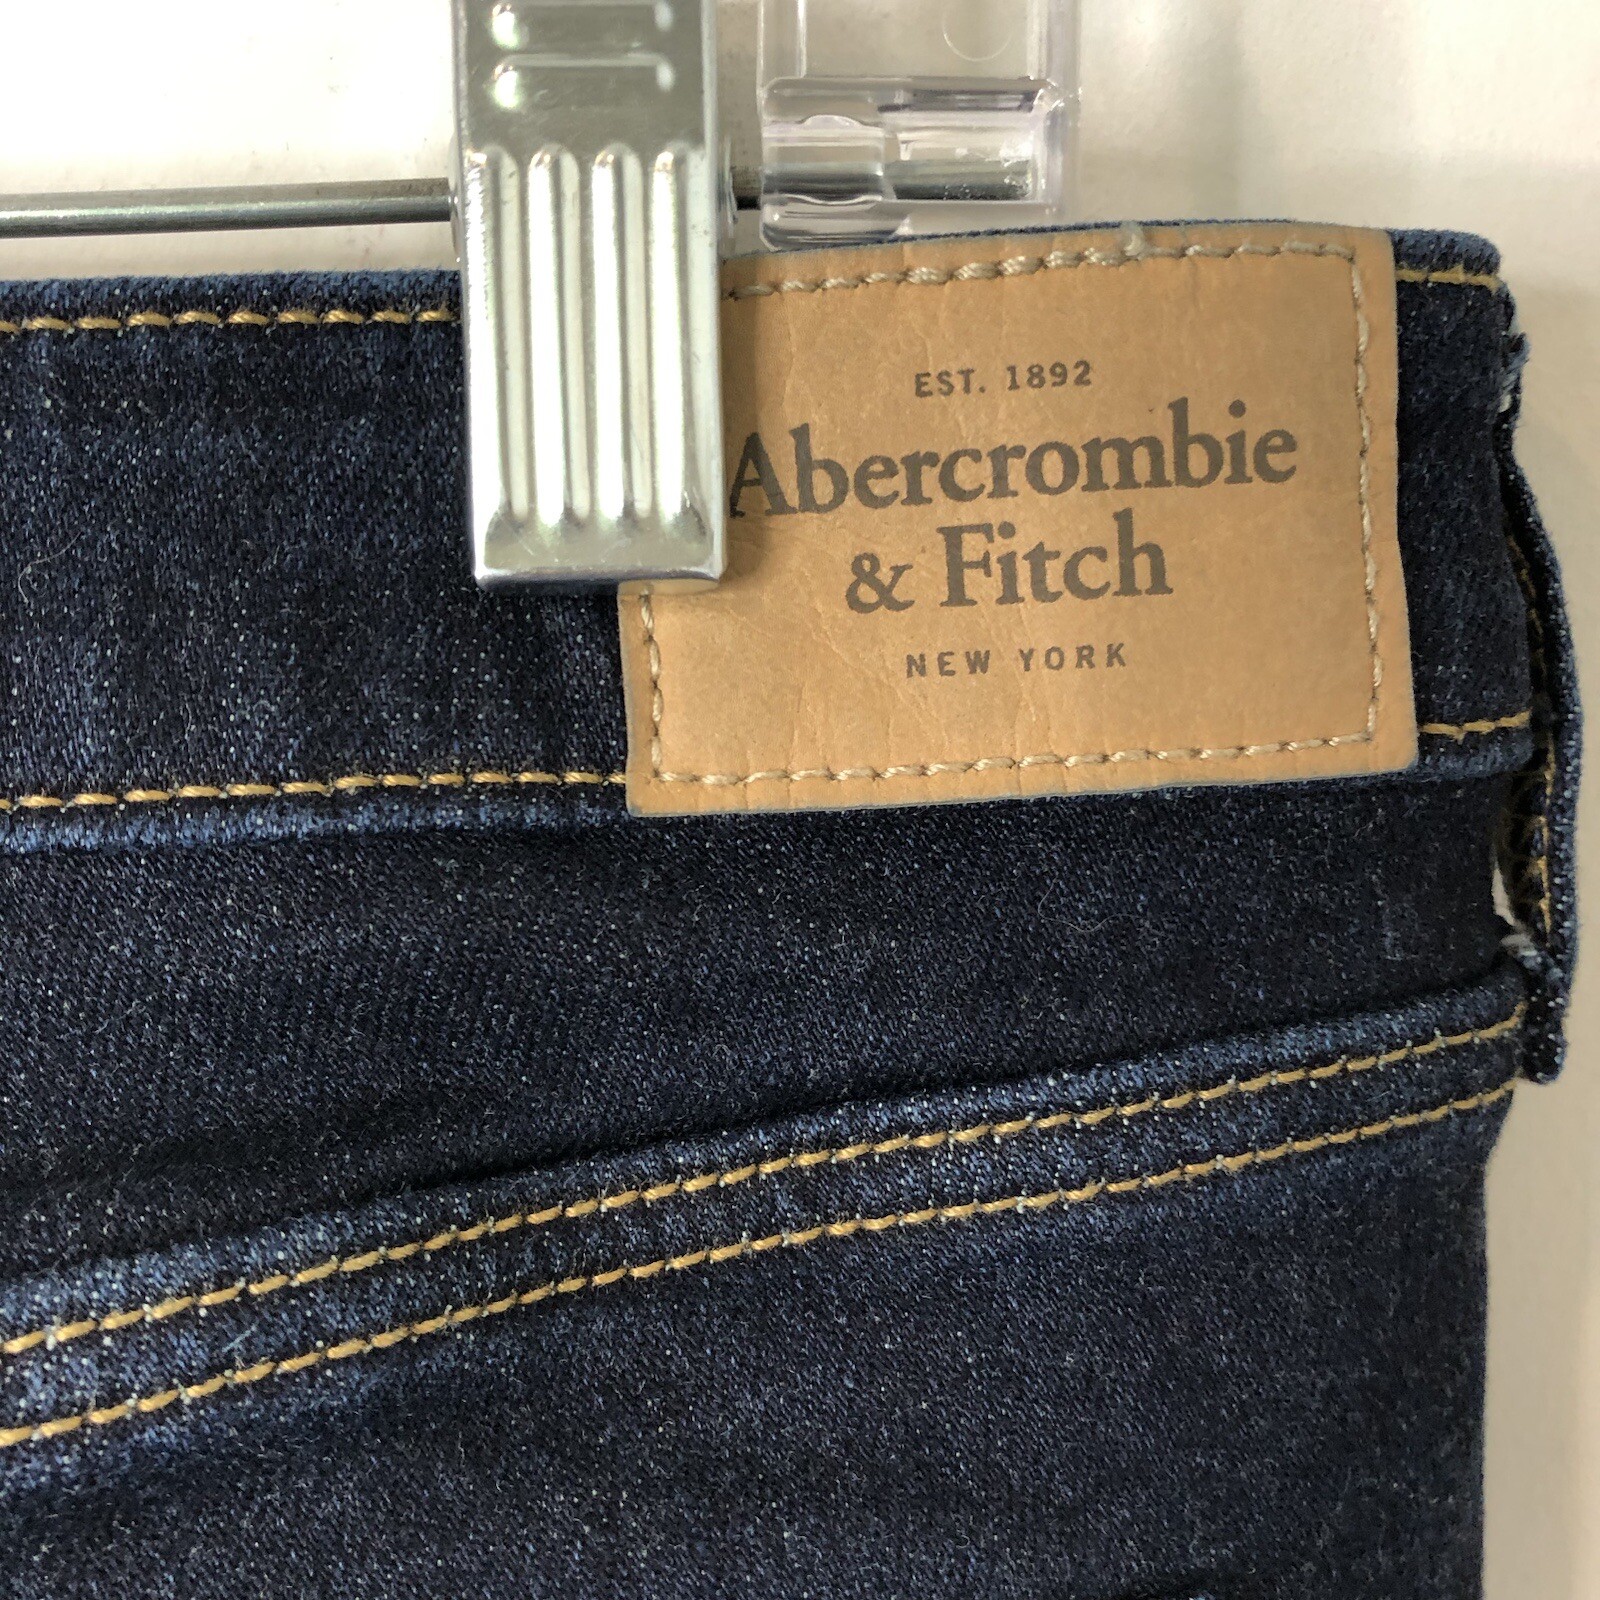 EST. 1892
Abercrombie
& Fitch
NEW YORK